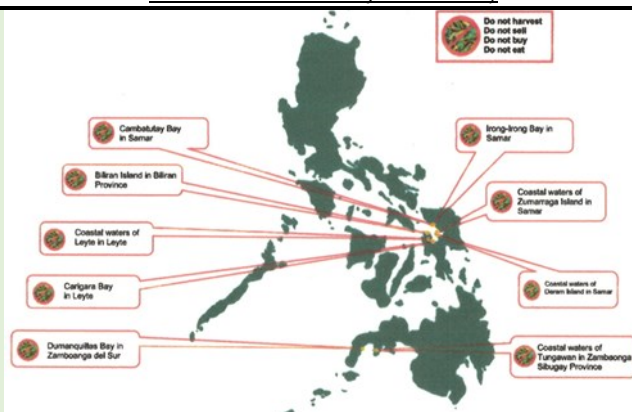 Do not harvest
Do not sell
Do not buy
Do not eat
Cambatutay Bay
in Samar
Irong-Irong Bay in
Samar
Biliran Island in Biliran
Province
Coastal waters of
Zumarraga Island in
Samar
Coastal waters of
Leyte in Leyte
Carigara Bay
in Leyte
Coastal waters of
Daram Island in Samar
Dumanquillas Bay in
Zamboanga del Sur
Coastal waters of
Tungawan in Zambaonga
Sibugay Province